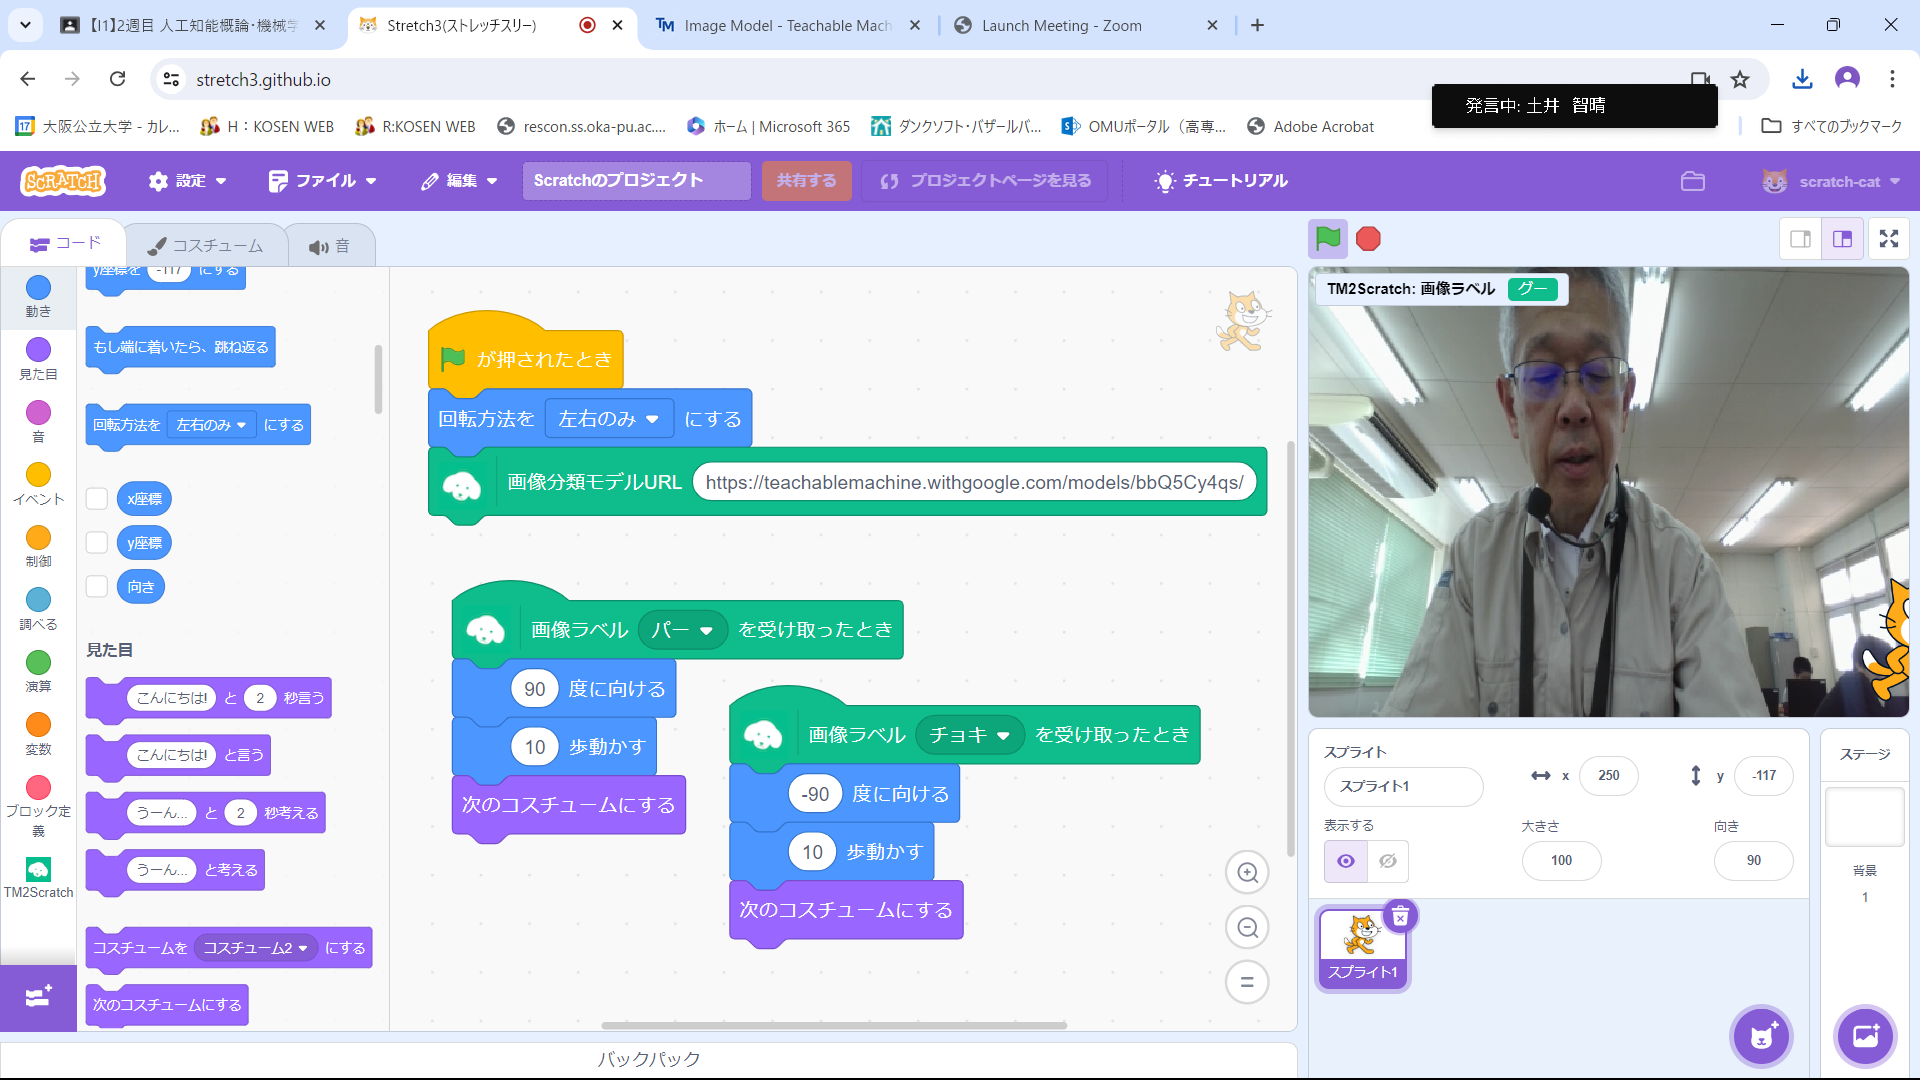 【I1】2週目 人工知能概論・機械学
Stretch3(ストレッチスリー)
Image Model - Teachable Mach
Launch Meeting - Zoom
stretch3.github.io
発言中: 土井 智晴
大阪公立大学 - カレ...
H：KOSEN WEB
R:KOSEN WEB
rescon.ss.oka-pu.ac....
ホーム | Microsoft 365
ダンクソフト・バザールバ...
OMUポータル（高専...
Adobe Acrobat
すべてのブックマーク
SCRATCH
設定
ファイル
編集
Scratchのプロジェクト
共有する
プロジェクトページを見る
チュートリアル
scratch-cat
コード
コスチューム
音
動き
見た目
音
イベント
制御
調べる
演算
変数
ブロック定義
TM2Scratch
y座標を -117 にする
もし端に着いたら、跳ね返る
回転方法を 左右のみ にする
x座標
y座標
向き
見た目
こんにちは! と 2 秒言う
こんにちは! と言う
うーん... と 2 秒考える
うーん... と考える
コスチュームを コスチューム2 にする
次のコスチュームにする
が押されたとき
回転方法を 左右のみ にする
画像分類モデルURL https://teachablemachine.withgoogle.com/models/bbQ5Cy4qs/
画像ラベル パー を受け取ったとき
90 度に向ける
10 歩動かす
次のコスチュームにする
画像ラベル チョキ を受け取ったとき
-90 度に向ける
10 歩動かす
次のコスチュームにする
バックパック
TM2Scratch: 画像ラベル グー
スプライト
スプライト1
x 250
y -117
表示する
大きさ
100
向き
90
スプライト1
ステージ
背景
1